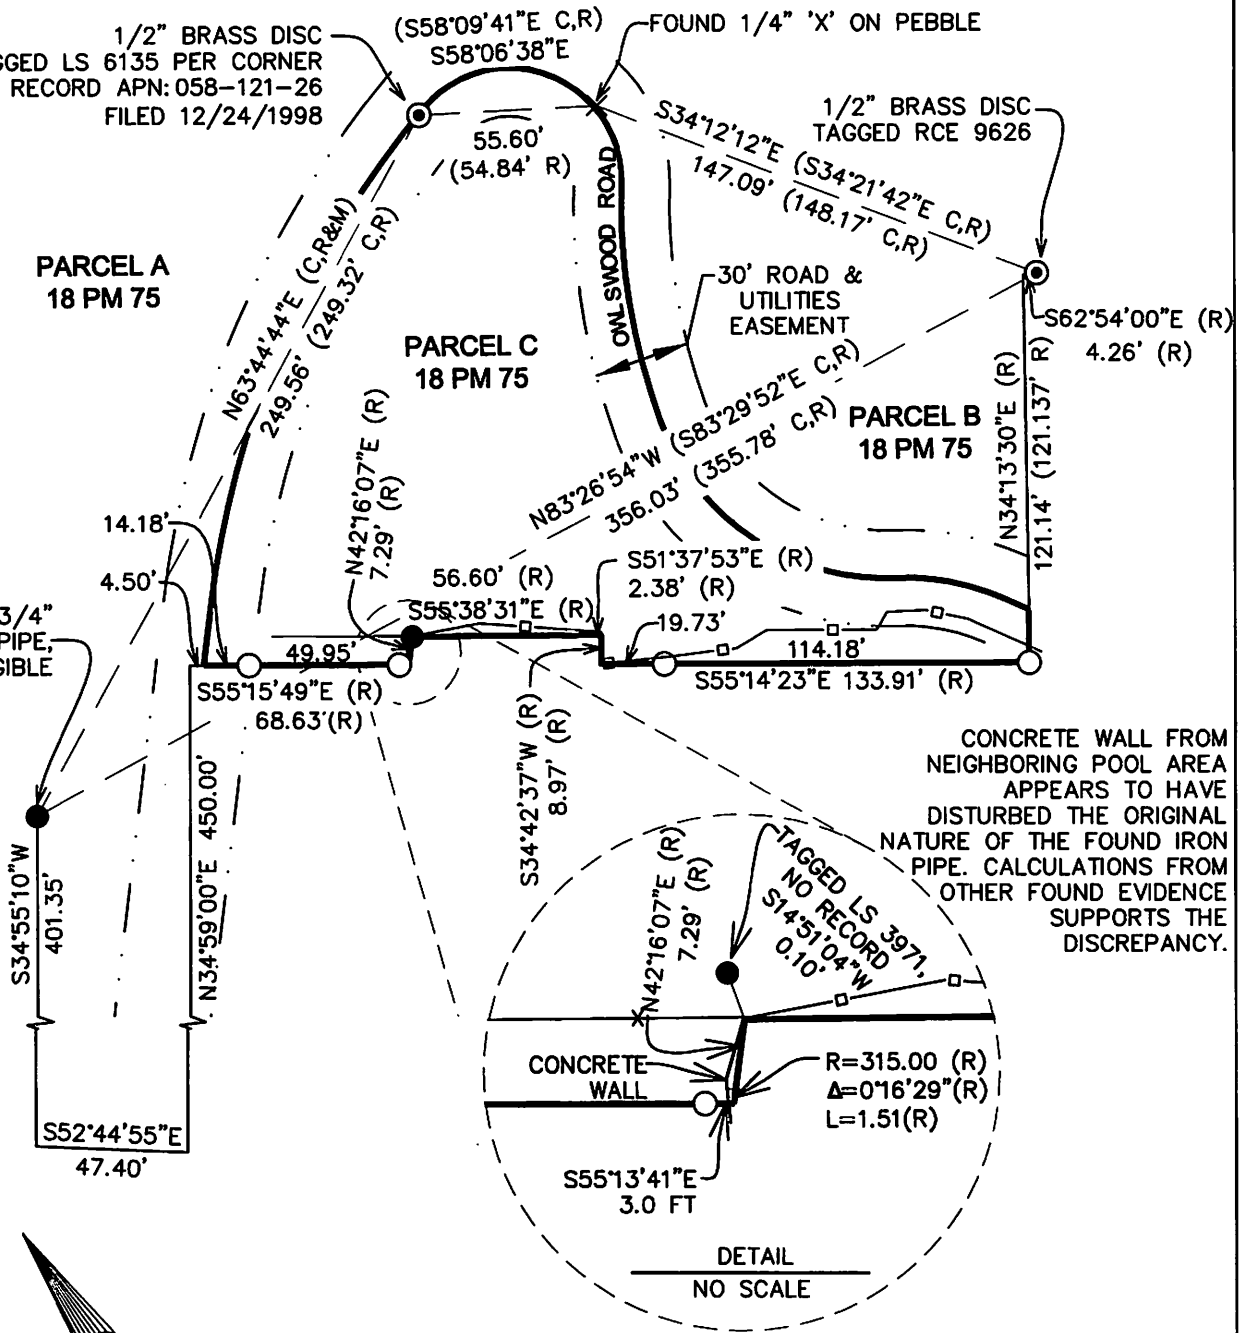 1/2" BRASS DISC
GGED LS 6135 PER CORNER
RECORD APN: 058-121-26
FILED 12/24/1998
(S58°09'41"E C,R)
S58°06'38"E
FOUND 1/4" 'X' ON PEBBLE
55.60'
(54.84' R)
S34°12'12"E (S34°21'42"E C,R)
147.09' (148.17' C,R)
1/2" BRASS DISC
TAGGED RCE 9626
PARCEL A
18 PM 75
N63°44'44"E (C,R&M)
249.56' (249.32' C,R)
OWLSWOOD ROAD
30' ROAD &
UTILITIES
EASEMENT
S62°54'00"E (R)
4.26' (R)
PARCEL C
18 PM 75
N83°26'54"W (S83°29'52"E C,R)
356.03' (355.78' C,R)
PARCEL B
18 PM 75
N34°13'30"E (R)
121.14' (121.137' R)
14.18'
4.50'
N42°16'07"E (R)
7.29' (R)
56.60' (R)
S55°38'31"E (R)
S51°37'53"E (R)
2.38' (R)
19.73'
114.18'
S55°14'23"E 133.91' (R)
3/4"
PIPE,
GIBLE
49.95'
S55°15'49"E (R)
68.63'(R)
S34°42'37"W (R)
8.97' (R)
S34°55'10"W
401.35'
N34°59'00"E 450.00'
S52°44'55"E
47.40'
CONCRETE WALL FROM
NEIGHBORING POOL AREA
APPEARS TO HAVE
DISTURBED THE ORIGINAL
NATURE OF THE FOUND IRON
PIPE. CALCULATIONS FROM
OTHER FOUND EVIDENCE
SUPPORTS THE
DISCREPANCY.
N42°16'07"E (R)
7.29' (R)
TAGGED LS 3971,
NO RECORD
S14°51'04"W
0.10'
CONCRETE
WALL
R=315.00 (R)
Δ=0°16'29"(R)
L=1.51(R)
S55°13'41"E
3.0 FT
DETAIL
NO SCALE